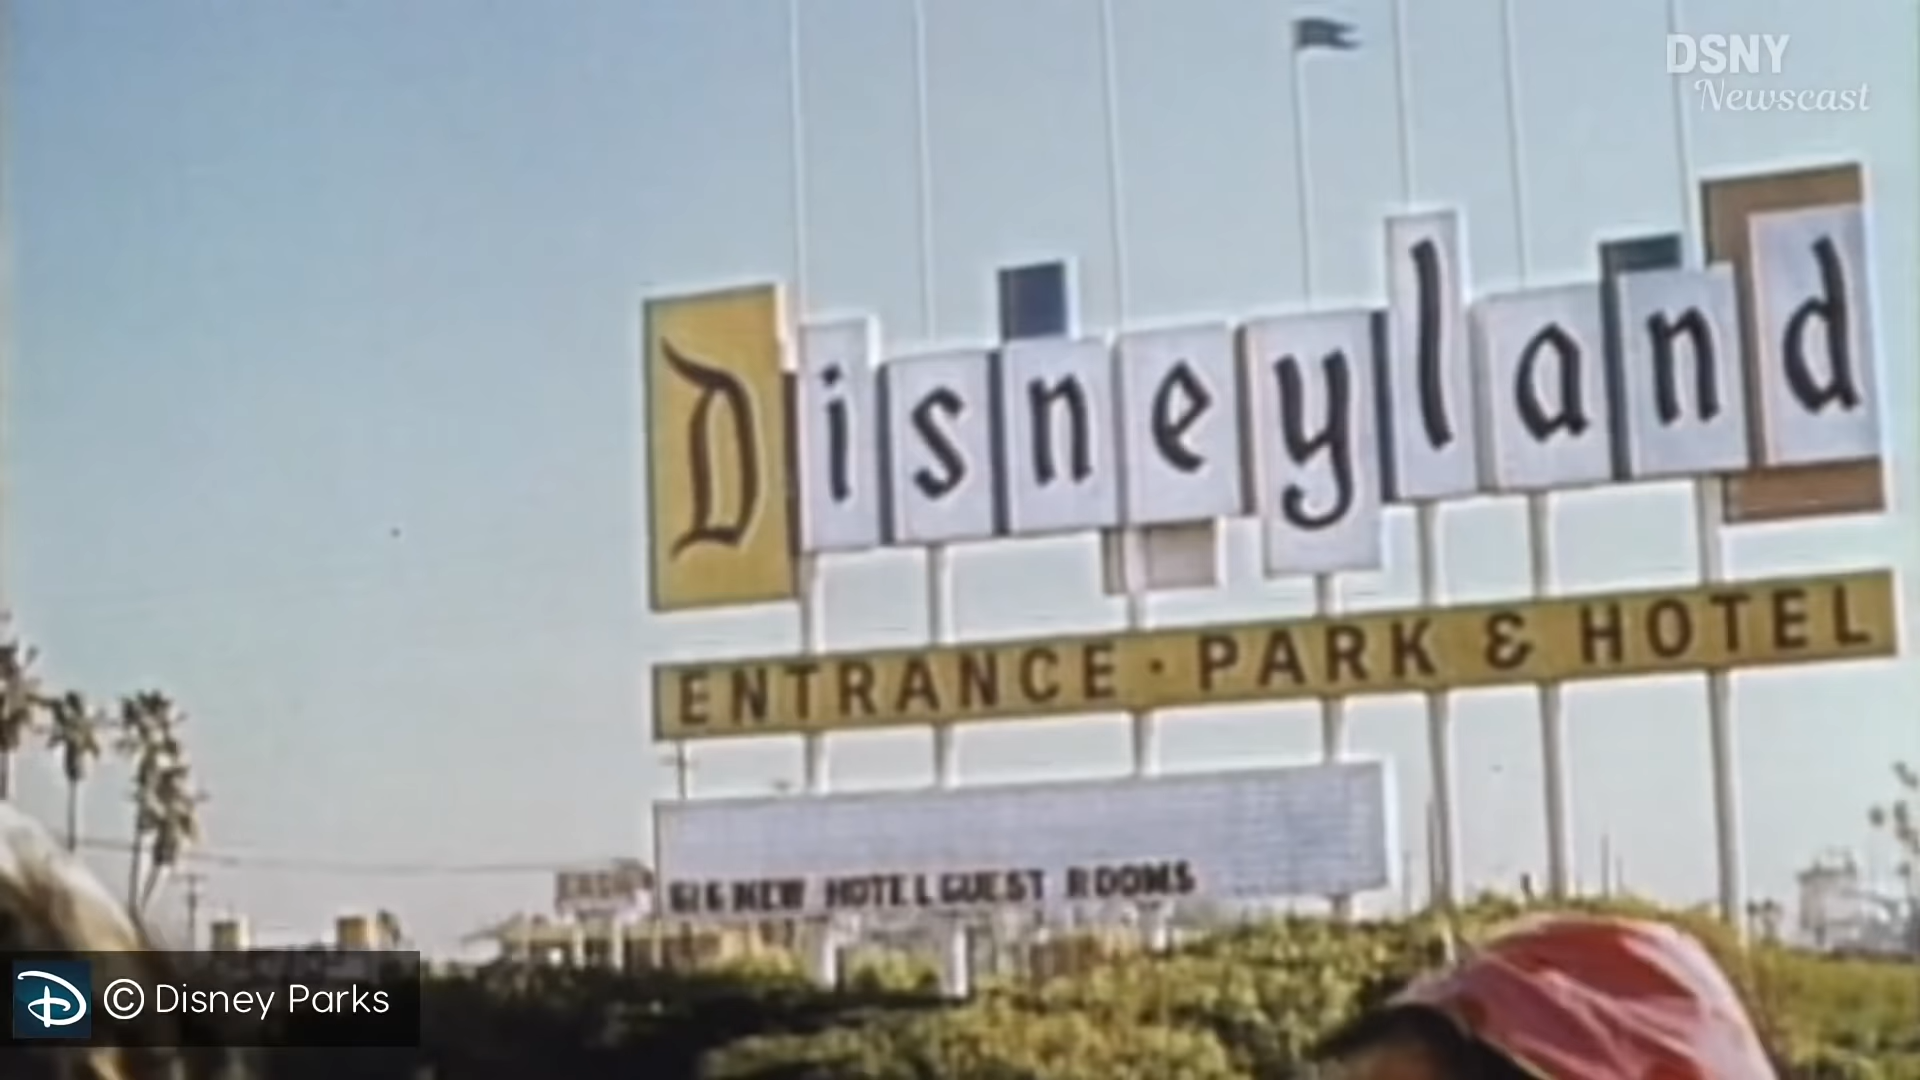 DSNY
Newscast
Disneyland
ENTRANCE · PARK & HOTEL
NEW HOTEL GUEST ROOMS
© Disney Parks